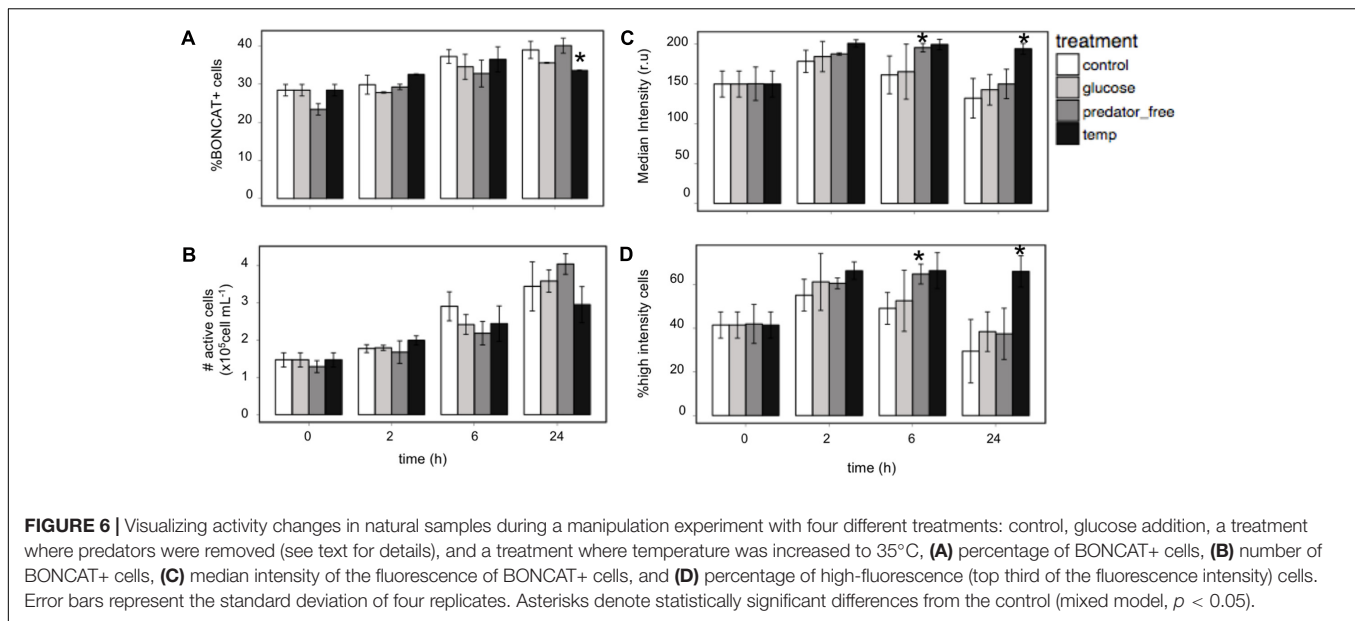 A
%BONCAT+ cells
40
30
20
10
0
B
# active cells
(x10⁵cell mL⁻¹)
4
3
2
1
0
0 2 6 24
time (h)
C
Median Intensity (r.u)
200
150
100
50
0
D
%high intensity cells
60
40
20
0
0 2 6 24
time (h)
* * * * *
treatment
control
glucose
predator_free
temp
FIGURE 6 | Visualizing activity changes in natural samples during a manipulation experiment with four different treatments: control, glucose addition, a treatment
where predators were removed (see text for details), and a treatment where temperature was increased to 35°C, (A) percentage of BONCAT+ cells, (B) number of
BONCAT+ cells, (C) median intensity of the fluorescence of BONCAT+ cells, and (D) percentage of high-fluorescence (top third of the fluorescence intensity) cells.
Error bars represent the standard deviation of four replicates. Asterisks denote statistically significant differences from the control (mixed model, p < 0.05).